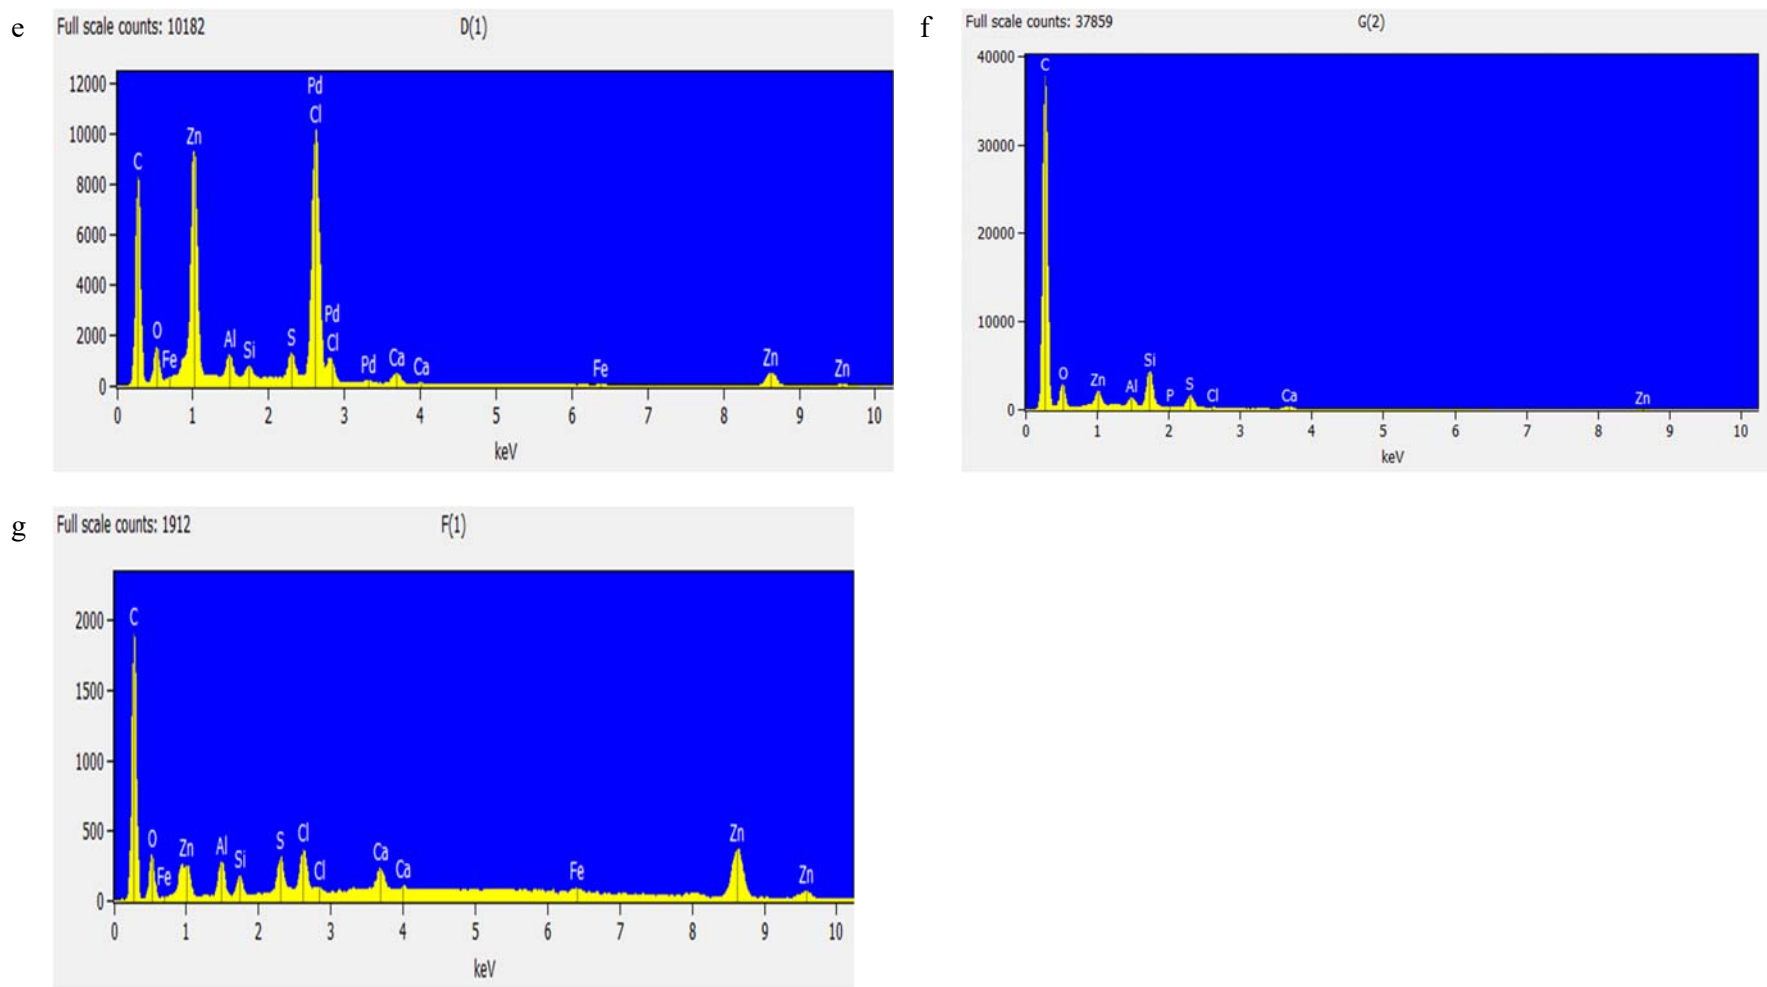 e
Full scale counts: 10182
D(1)
12000
10000
8000
6000
4000
2000
0
C
O
Fe
Zn
Al
Si
S
Pd
Cl
Pd
Cl
Pd
Ca
Ca
Fe
Zn
Zn
0 1 2 3 4 5 6 7 8 9 10
keV
f
Full scale counts: 37859
G(2)
40000
30000
20000
10000
0
C
O
Zn
Al
Si
P
S
Cl
Ca
Zn
0 1 2 3 4 5 6 7 8 9 10
keV
g
Full scale counts: 1912
F(1)
2000
1500
1000
500
0
C
O
Fe
Zn
Al
Si
S
Cl
Cl
Ca
Ca
Fe
Zn
Zn
0 1 2 3 4 5 6 7 8 9 10
keV